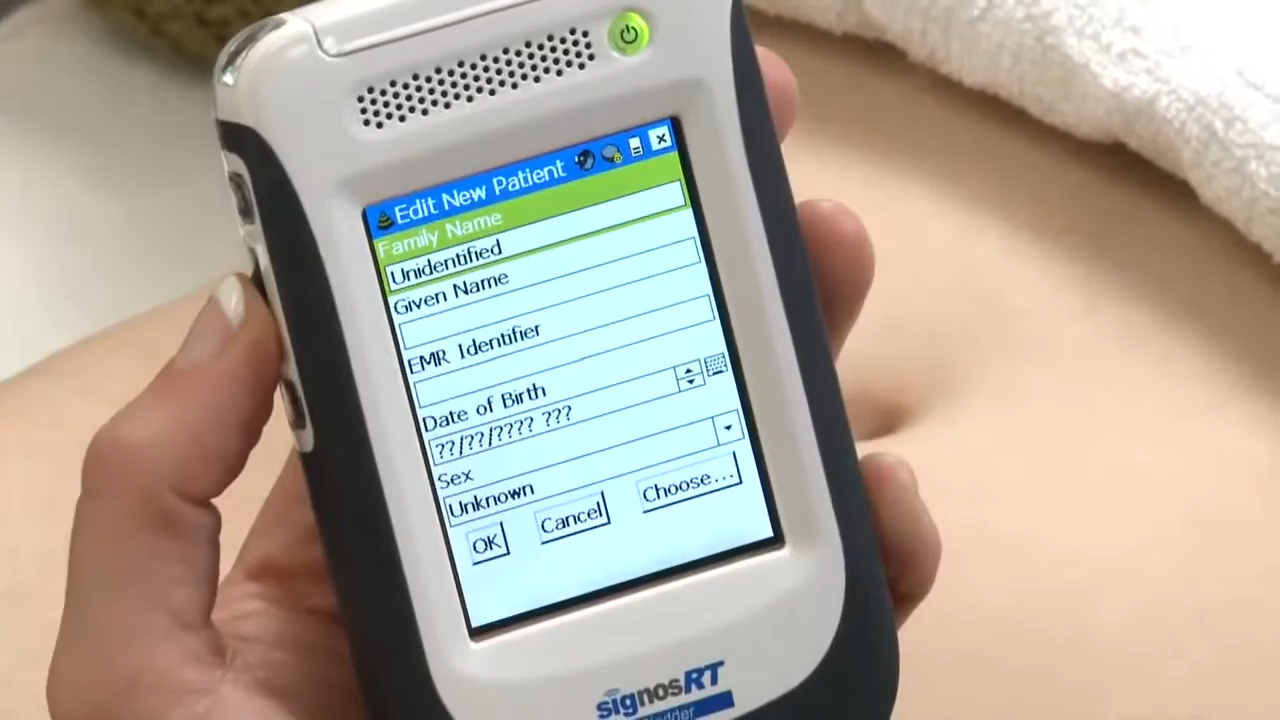 Edit New Patient
Family Name
Unidentified
Given Name
EMR Identifier
Date of Birth
??/??/???? ???
Sex
Unknown
OK Cancel Choose...
signosRT